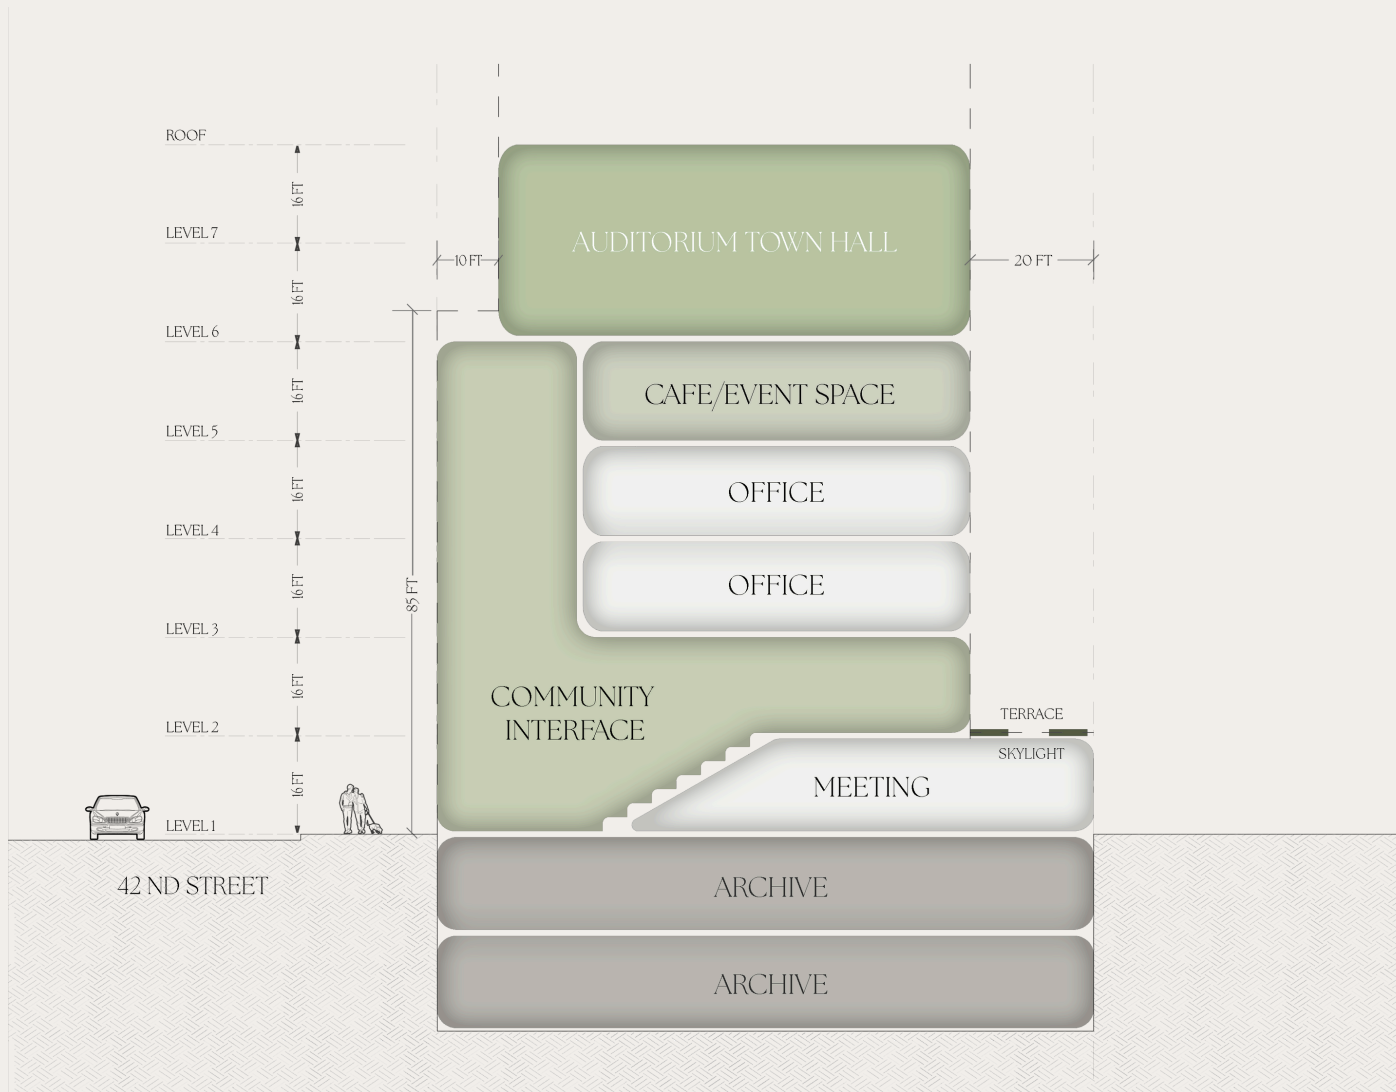 ROOF
16 FT
AUDITORIUM TOWN HALL
LEVEL 7
10 FT
20 FT
16 FT
LEVEL 6
16 FT
CAFE/EVENT SPACE
LEVEL 5
16 FT
OFFICE
LEVEL 4
16 FT
OFFICE
85 FT
LEVEL 3
16 FT
COMMUNITY
INTERFACE
TERRACE
LEVEL 2
SKYLIGHT
16 FT
MEETING
LEVEL 1
42 ND STREET
ARCHIVE
ARCHIVE